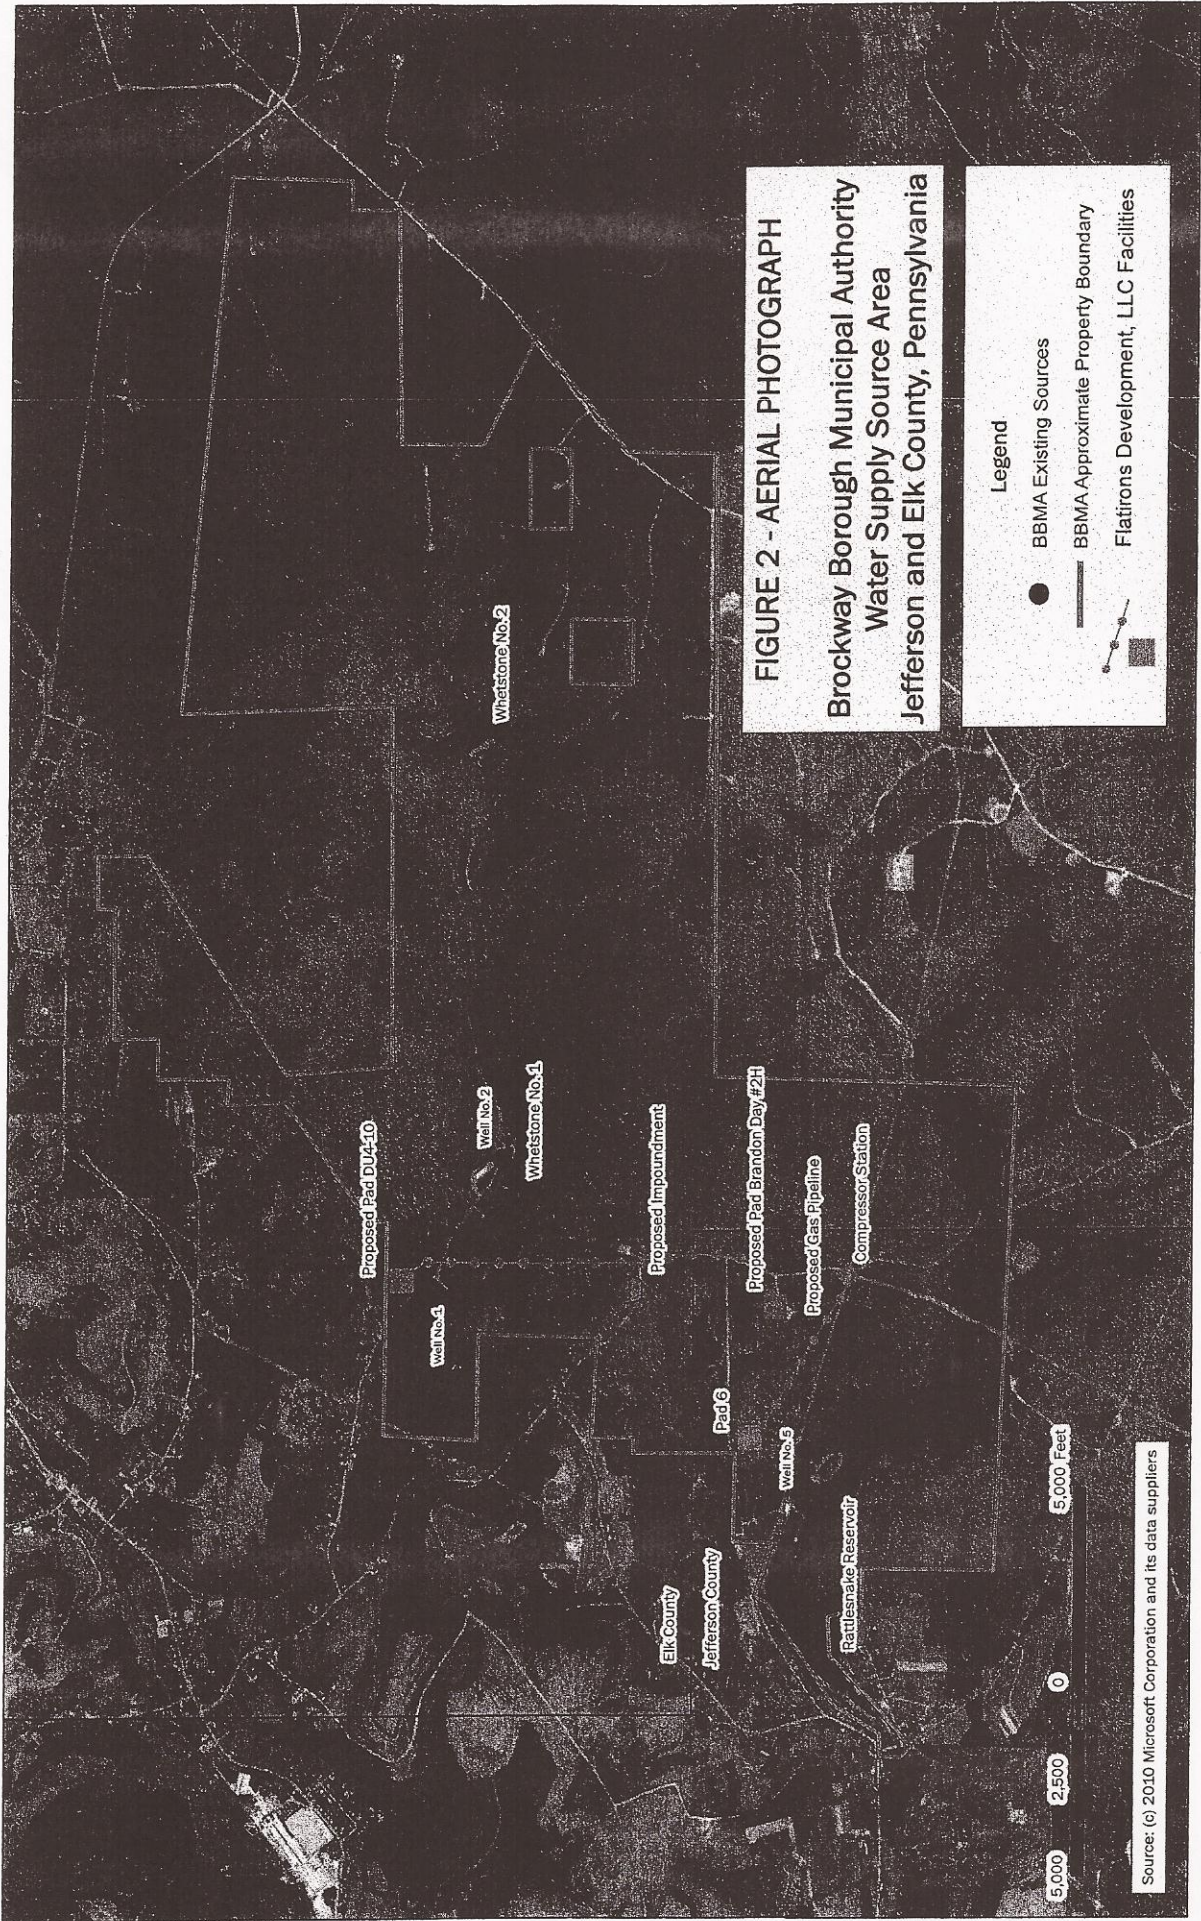 FIGURE 2 - AERIAL PHOTOGRAPH
Brockway Borough Municipal Authority
Water Supply Source Area
Jefferson and Elk County, Pennsylvania
Legend
BBMA Existing Sources
BBMA Approximate Property Boundary
Flatirons Development, LLC Facilities
Proposed Pad DU4-10
Well No.1
Well No.2
Whetstone No.2
Whetstone No.1
Proposed Impoundment
Elk County
Jefferson County
Pad 6
Proposed Pad Brandon Day #2H
Well No.5
Proposed Gas Pipeline
Rattlesnake Reservoir
Compressor Station
5,000 2,500 0 5,000 Feet
Source: (c) 2010 Microsoft Corporation and its data suppliers